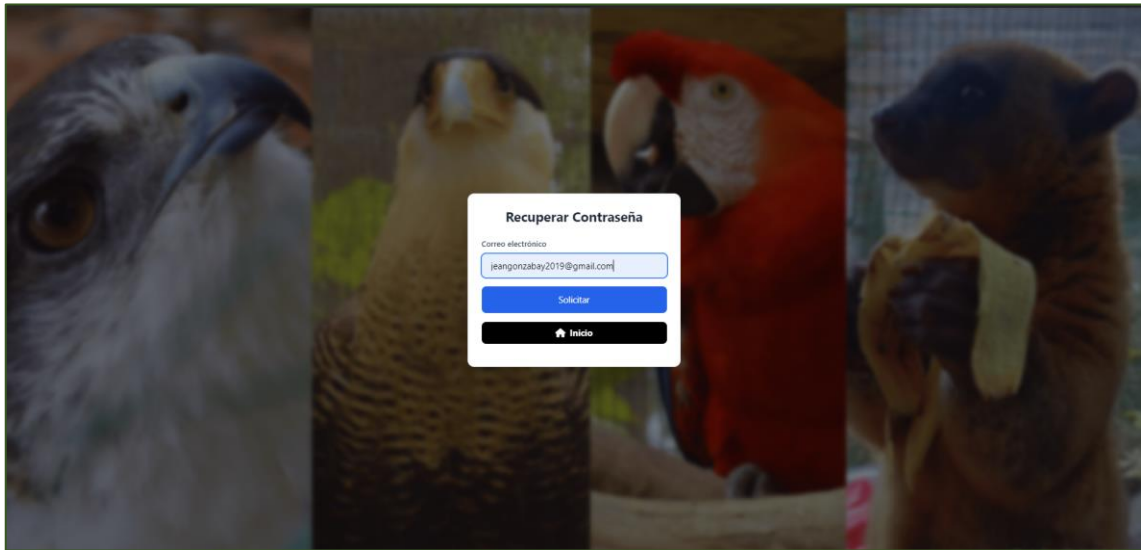 Recuperar Contraseña
Correo electrónico
jeangonzabay2019@gmail.com
Solicitar
Inicio